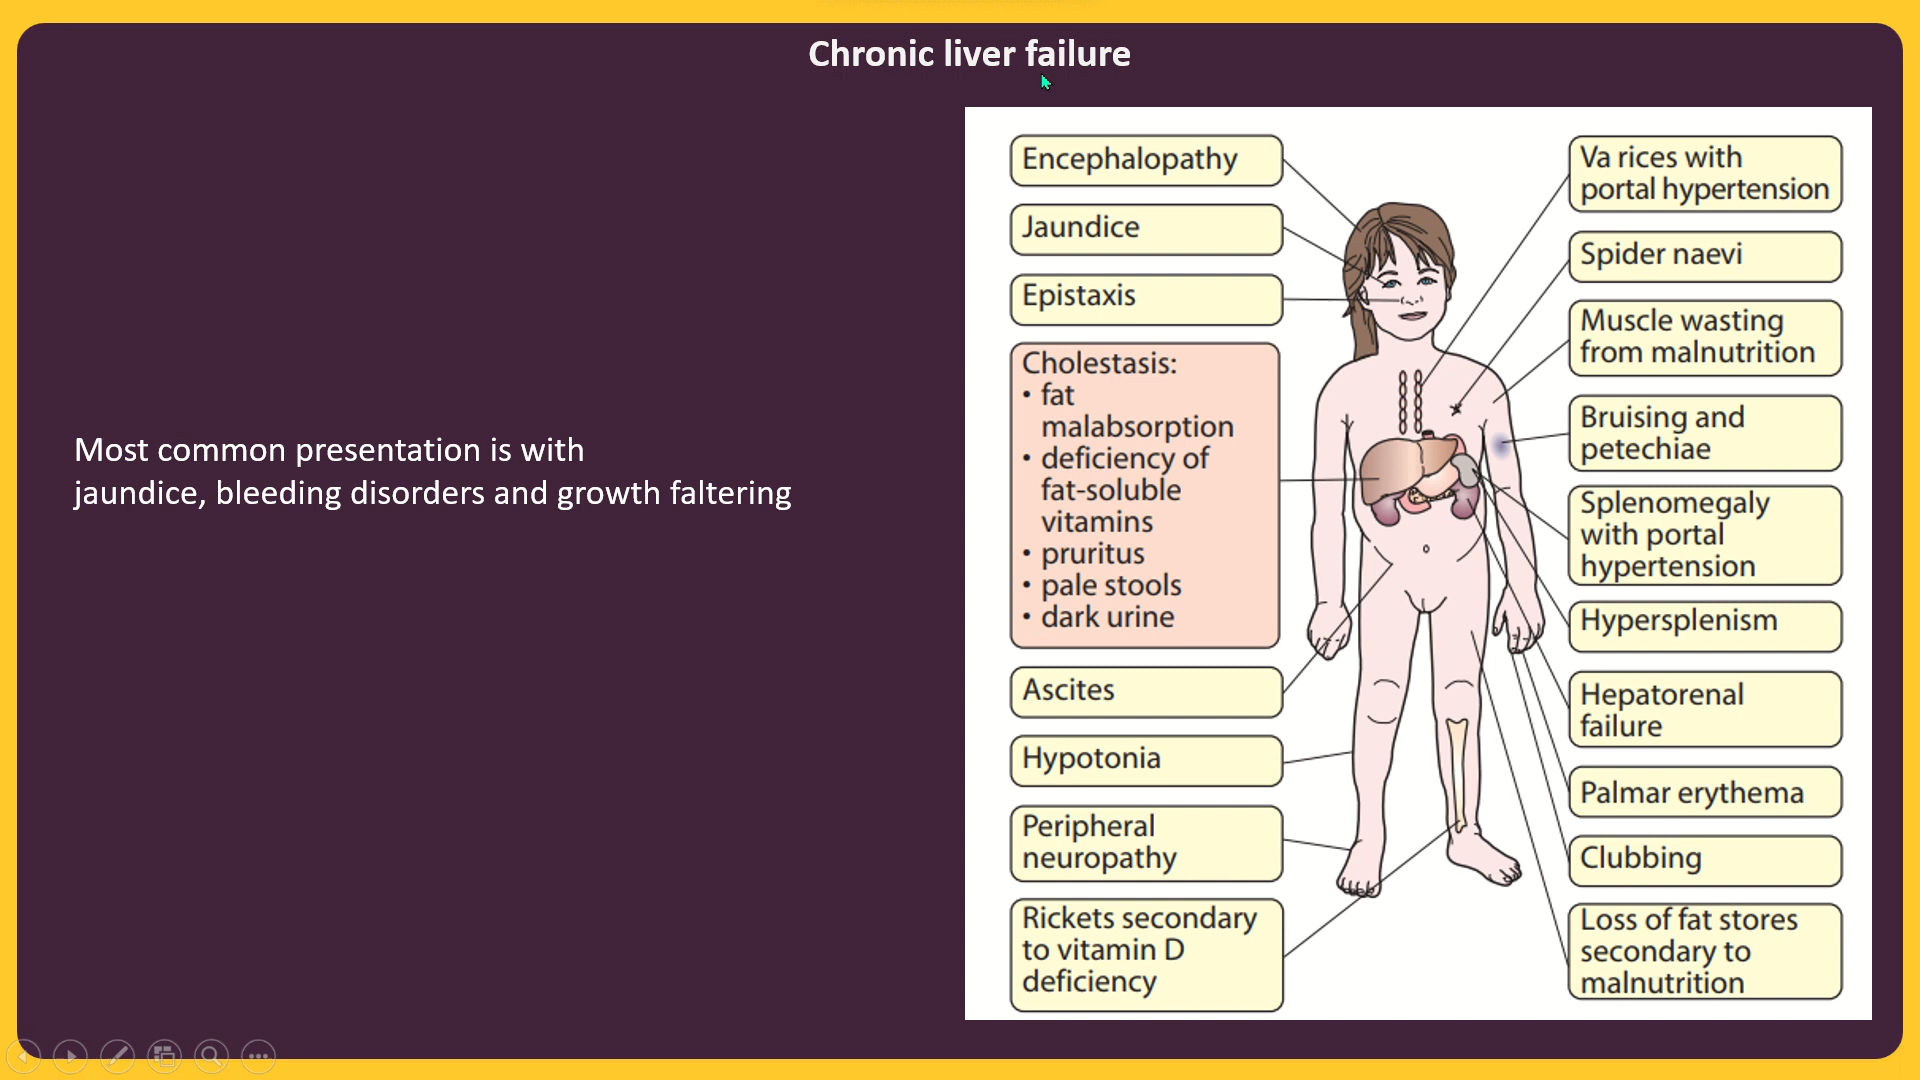 Chronic liver failure
Most common presentation is with
jaundice, bleeding disorders and growth faltering
Encephalopathy
Jaundice
Epistaxis
Cholestasis:
• fat
malabsorption
• deficiency of
fat-soluble
vitamins
• pruritus
• pale stools
• dark urine
Ascites
Hypotonia
Peripheral
neuropathy
Rickets secondary
to vitamin D
deficiency
Va rices with
portal hypertension
Spider naevi
Muscle wasting
from malnutrition
Bruising and
petechiae
Splenomegaly
with portal
hypertension
Hypersplenism
Hepatorenal
failure
Palmar erythema
Clubbing
Loss of fat stores
secondary to
malnutrition